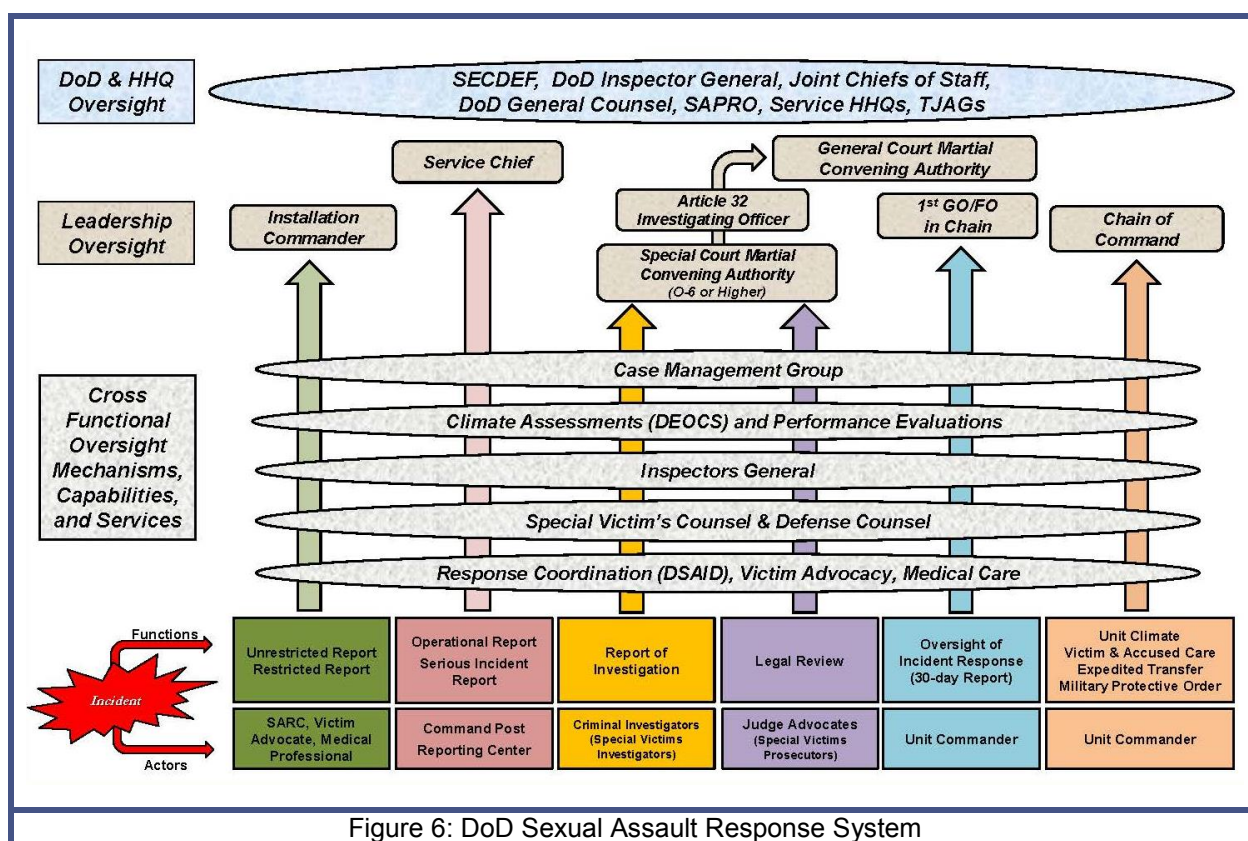 DoD & HHQ
Oversight
SECDEF, DoD Inspector General, Joint Chiefs of Staff,
DoD General Counsel, SAPRO, Service HHQs, TJAGs
Leadership
Oversight
Installation
Commander
Service Chief
General Court Martial
Convening Authority
Article 32
Investigating Officer
Special Court Martial
Convening Authority
(O-6 or Higher)
1st GO/FO
in Chain
Chain of
Command
Cross
Functional
Oversight
Mechanisms,
Capabilities,
and Services
Case Management Group
Climate Assessments (DEOCS) and Performance Evaluations
Inspectors General
Special Victim's Counsel & Defense Counsel
Response Coordination (DSAID), Victim Advocacy, Medical Care
Functions
Incident
Actors
Unrestricted Report
Restricted Report
Operational Report
Serious Incident
Report
Report of
Investigation
Legal Review
Oversight of
Incident Response
(30-day Report)
Unit Climate
Victim & Accused Care
Expedited Transfer
Military Protective Order
SARC, Victim
Advocate, Medical
Professional
Command Post
Reporting Center
Criminal Investigators
(Special Victims
Investigators)
Judge Advocates
(Special Victims
Prosecutors)
Unit Commander
Unit Commander
Figure 6: DoD Sexual Assault Response System